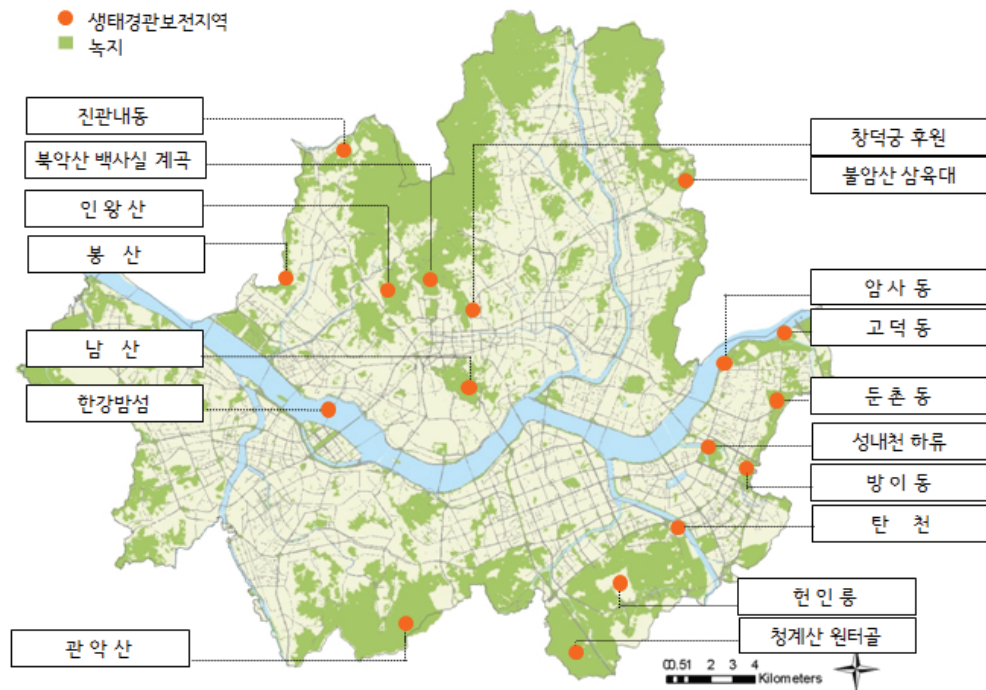 생태경관보전지역
녹지
진관내동
북악산 백사실 계곡
인 왕 산
봉 산
남 산
한강밤섬
관 악 산
창덕궁 후원
불암산 삼육대
암 사 동
고 덕 동
둔 촌 동
성내천 하류
방 이 동
탄 천
헌 인 릉
청계산 원터골
00.51 2 3 4
Kilometers